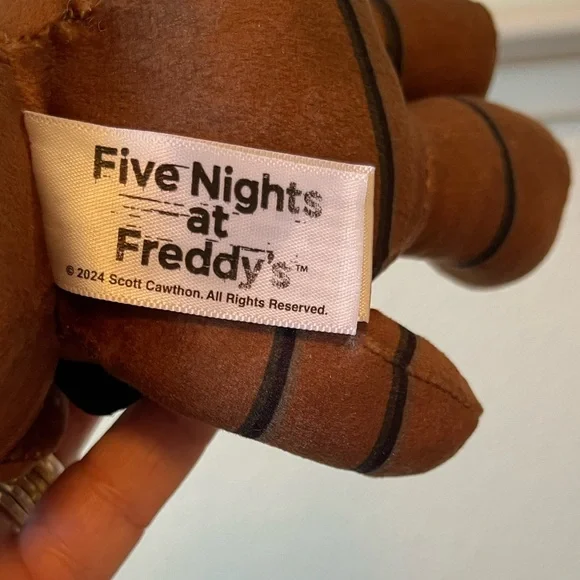 Five Nights
at
Freddy's™
© 2024 Scott Cawthon. All Rights Reserved.